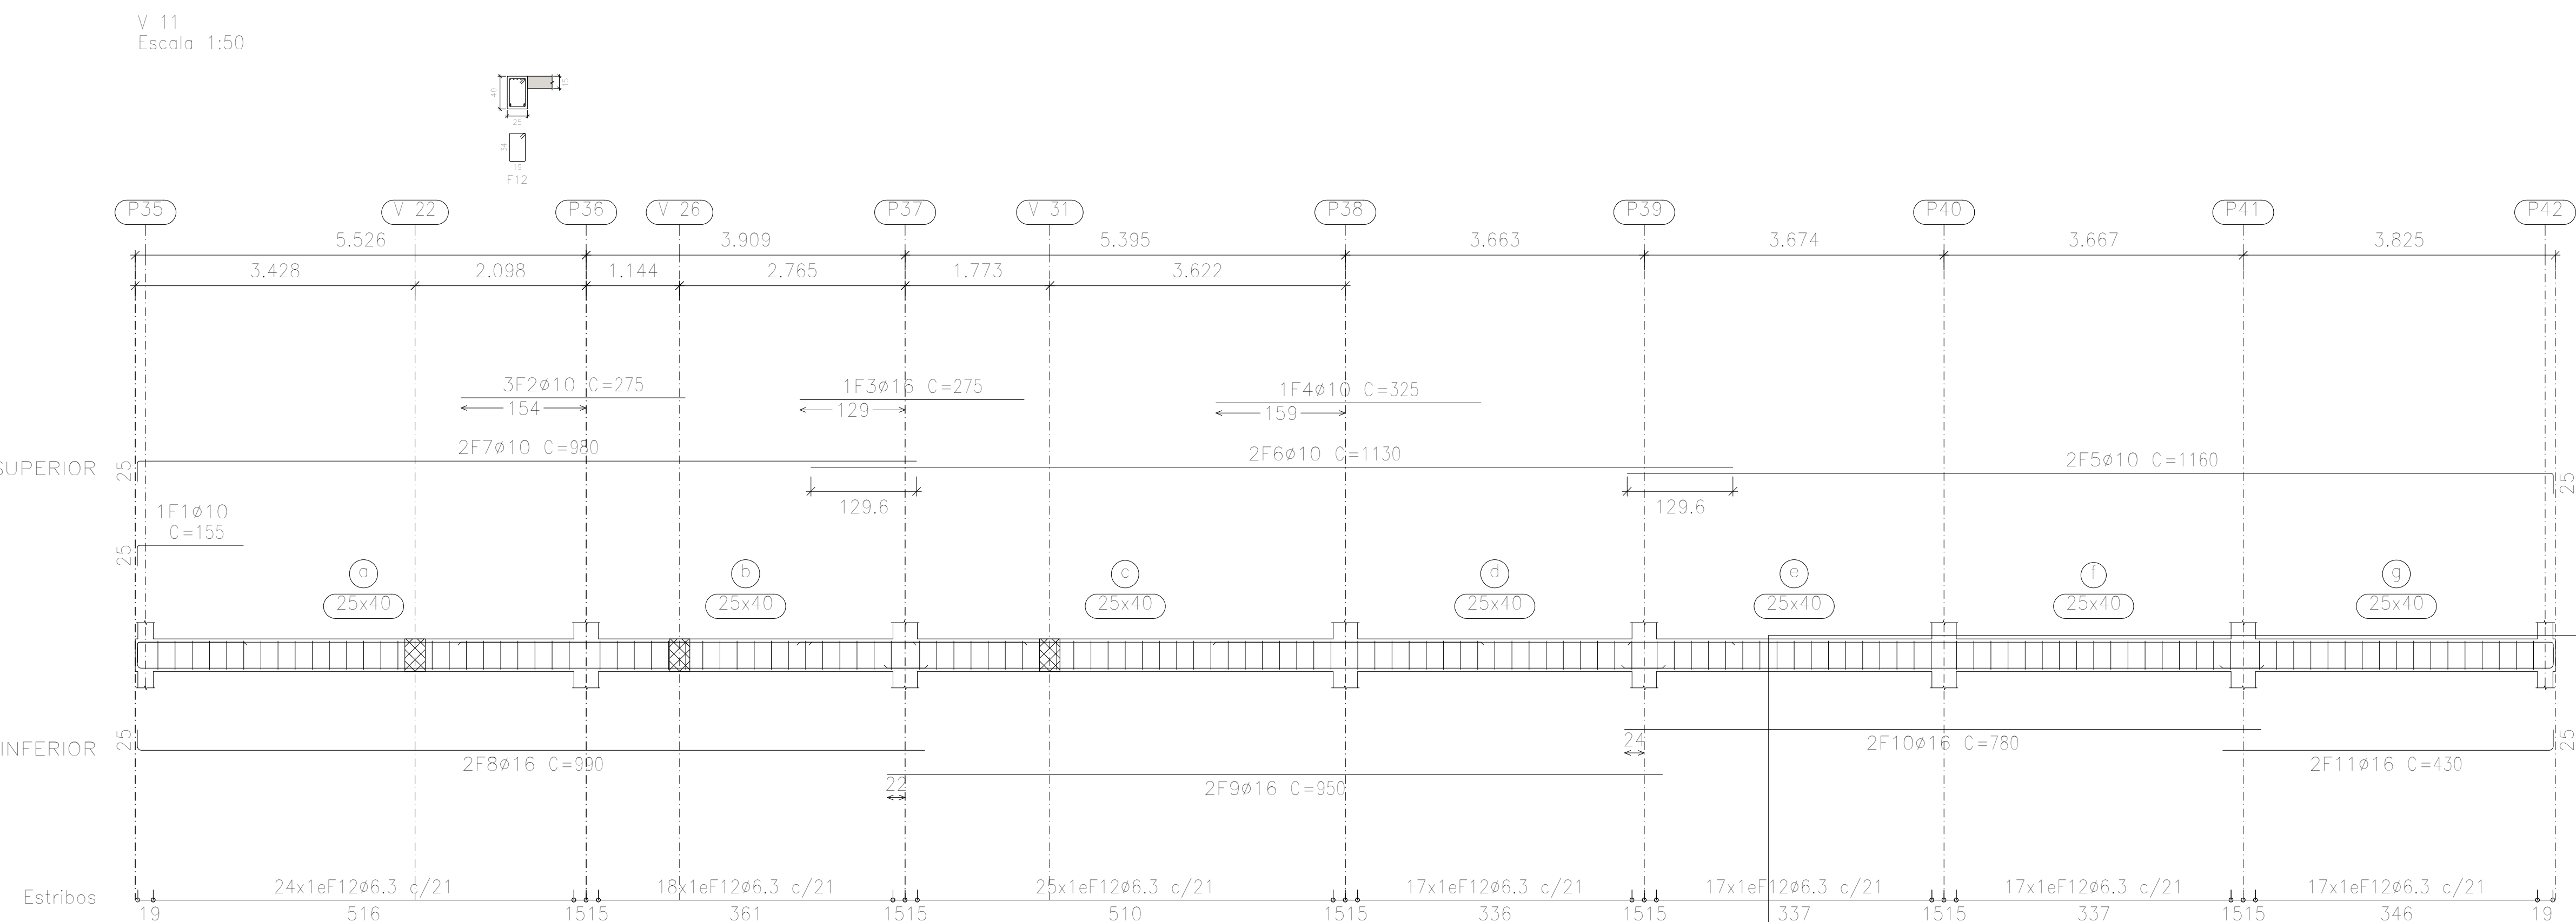 V 11
Escala 1:50
40
15
25
34
19
F12
P35 V 22 P36 V 26 P37 V 31 P38 P39 P40 P41 P42
5.526 3.909 5.395 3.663 3.674 3.667 3.825
3.428 2.098 1.144 2.765 1.773 3.622
3F2ø10 C=275 1F3ø16 C=275 1F4ø10 C=325
154 129 159
2F7ø10 C=980 2F6ø10 C=1130 2F5ø10 C=1160
SUPERIOR 25 25
129.6 129.6
1F1ø10
C=155
25
a b c d e f g
25x40 25x40 25x40 25x40 25x40 25x40 25x40
INFERIOR 25 25
24 2F10ø16 C=780
2F8ø16 C=990 2F11ø16 C=430
22 2F9ø16 C=950
Estribos 24x1eF12ø6.3 c/21 18x1eF12ø6.3 c/21 25x1eF12ø6.3 c/21 17x1eF12ø6.3 c/21 17x1eF12ø6.3 c/21 17x1eF12ø6.3 c/21 17x1eF12ø6.3 c/21
19 516 1515 361 1515 510 1515 336 1515 337 1515 337 1515 346 19